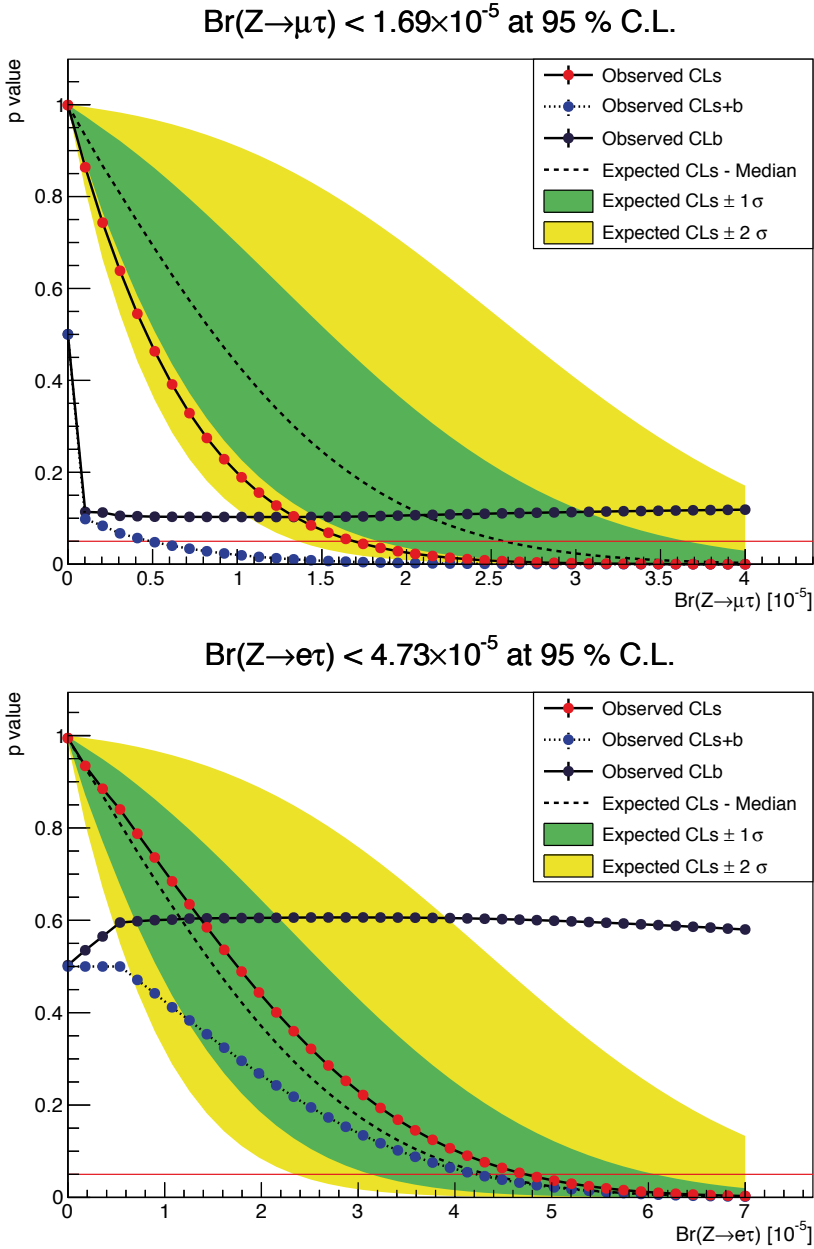 Br(Z→μτ) < 1.69×10⁻⁵ at 95 % C.L.
p value
Observed CLs
Observed CLs+b
Observed CLb
Expected CLs - Median
Expected CLs ± 1 σ
Expected CLs ± 2 σ
1
0.8
0.6
0.4
0.2
0
0 0.5 1 1.5 2 2.5 3 3.5 4
Br(Z→μτ) [10⁻⁵]
Br(Z→eτ) < 4.73×10⁻⁵ at 95 % C.L.
p value
Observed CLs
Observed CLs+b
Observed CLb
Expected CLs - Median
Expected CLs ± 1 σ
Expected CLs ± 2 σ
1
0.8
0.6
0.4
0.2
0
0 1 2 3 4 5 6 7
Br(Z→eτ) [10⁻⁵]